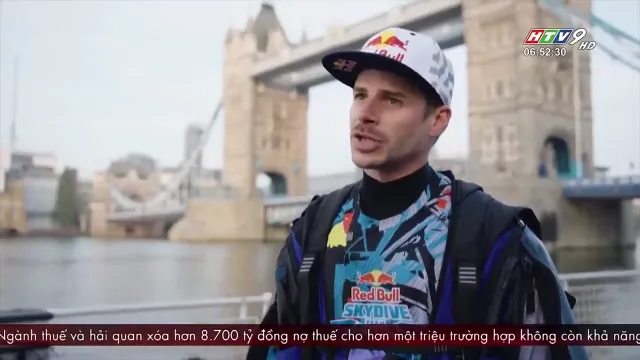 HTV9 HD
06:52:30
Red Bull
Red Bull
SKYDIVE
TEAM
Ngành thuế và hải quan xóa hơn 8.700 tỷ đồng nợ thuế cho hơn một triệu trường hợp không còn khả năng